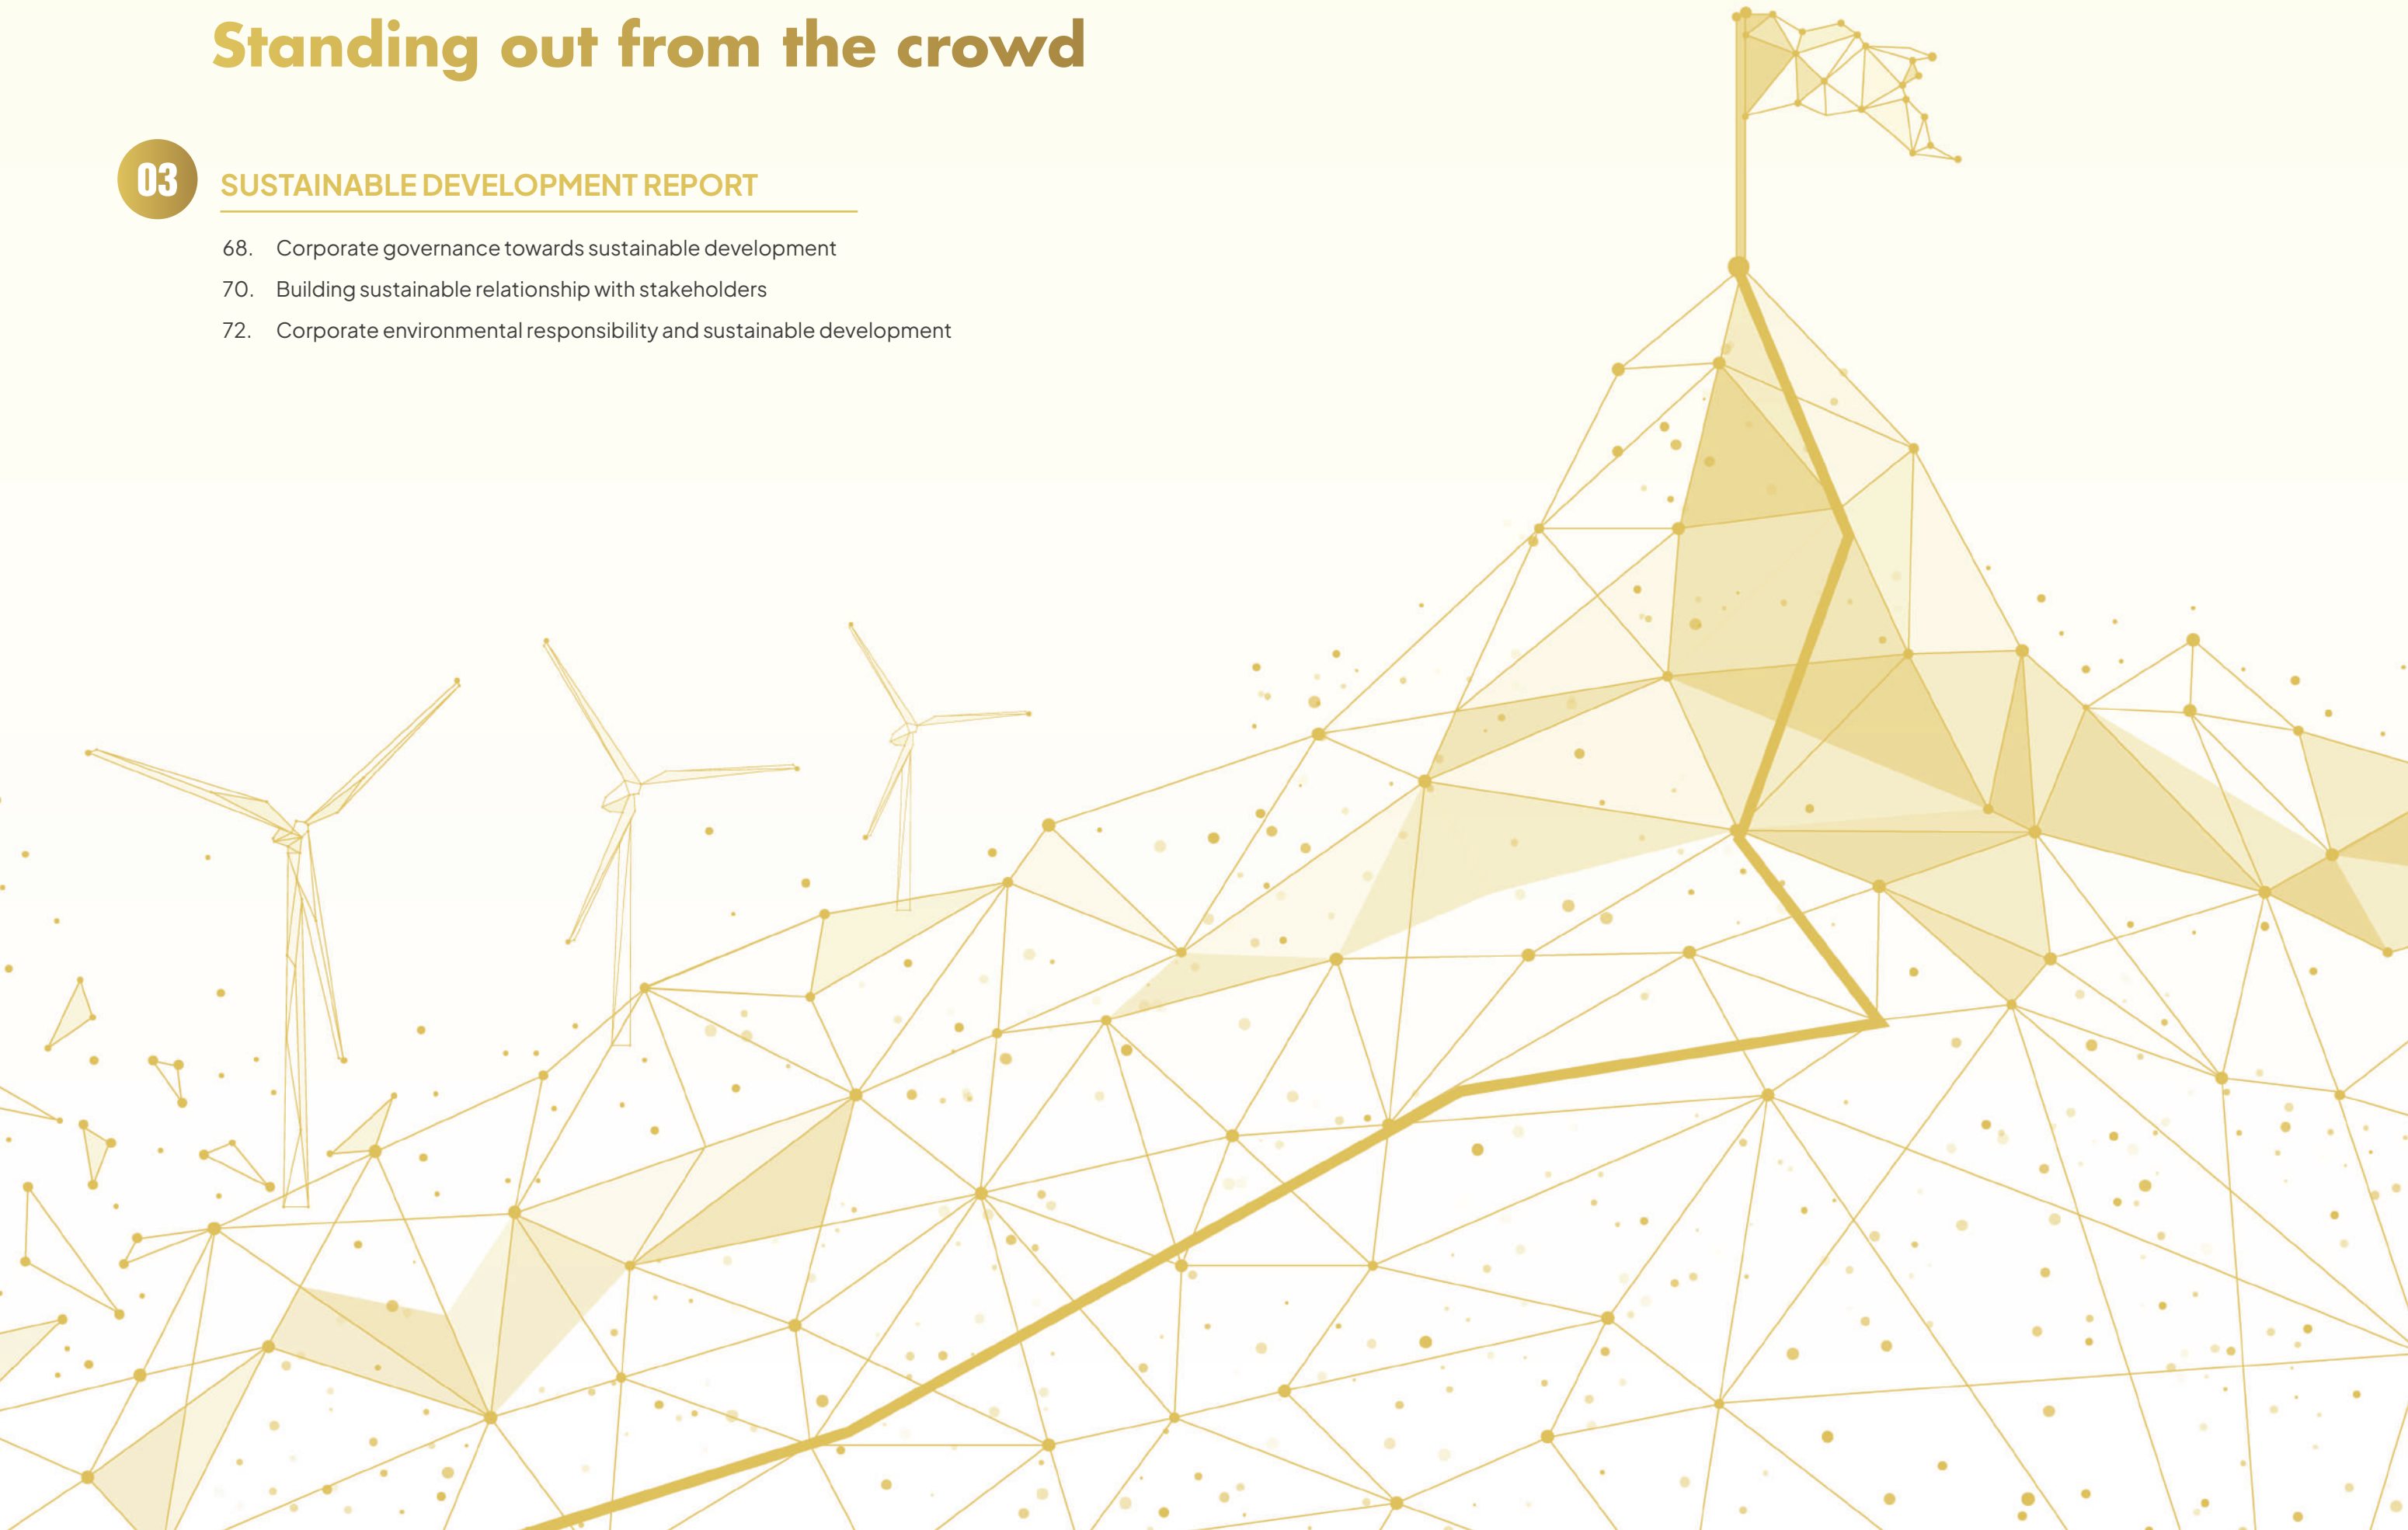 Standing out from the crowd
03 SUSTAINABLE DEVELOPMENT REPORT
68. Corporate governance towards sustainable development
70. Building sustainable relationship with stakeholders
72. Corporate environmental responsibility and sustainable development